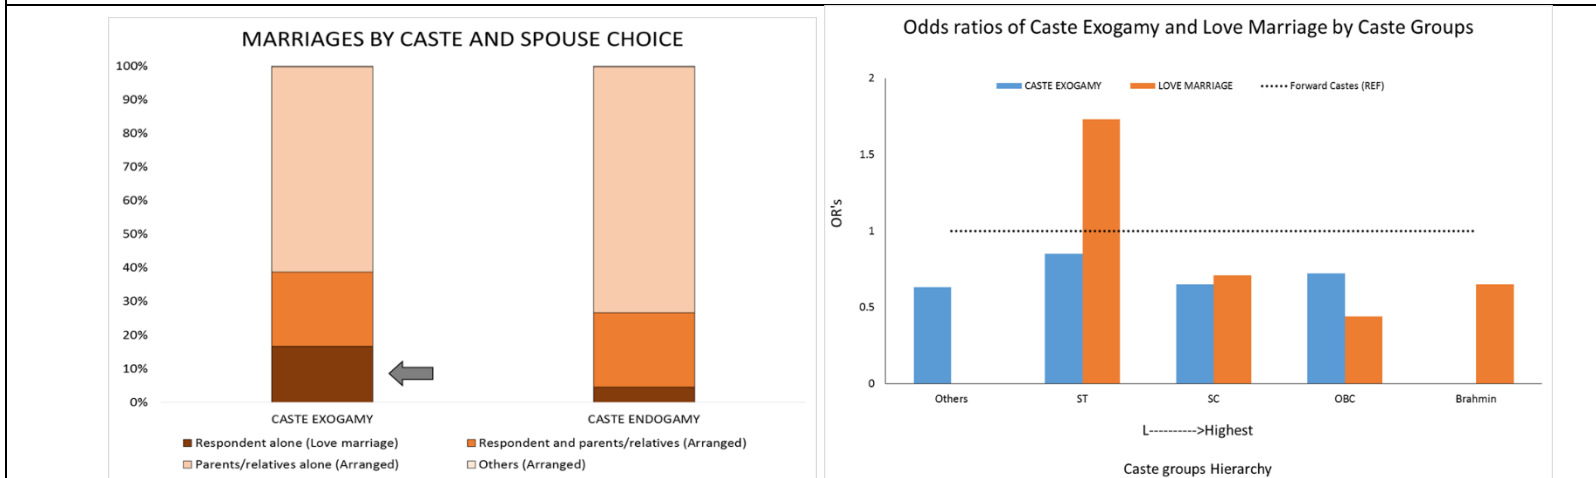 MARRIAGES BY CASTE AND SPOUSE CHOICE
100%
90%
80%
70%
60%
50%
40%
30%
20%
10%
0%
CASTE EXOGAMY CASTE ENDOGAMY
Respondent alone (Love marriage) Respondent and parents/relatives (Arranged)
Parents/relatives alone (Arranged) Others (Arranged)
Odds ratios of Caste Exogamy and Love Marriage by Caste Groups
CASTE EXOGAMY LOVE MARRIAGE Forward Castes (REF)
2
1.5
1
0.5
0
OR's
Others ST SC OBC Brahmin
L---------->Highest
Caste groups Hierarchy